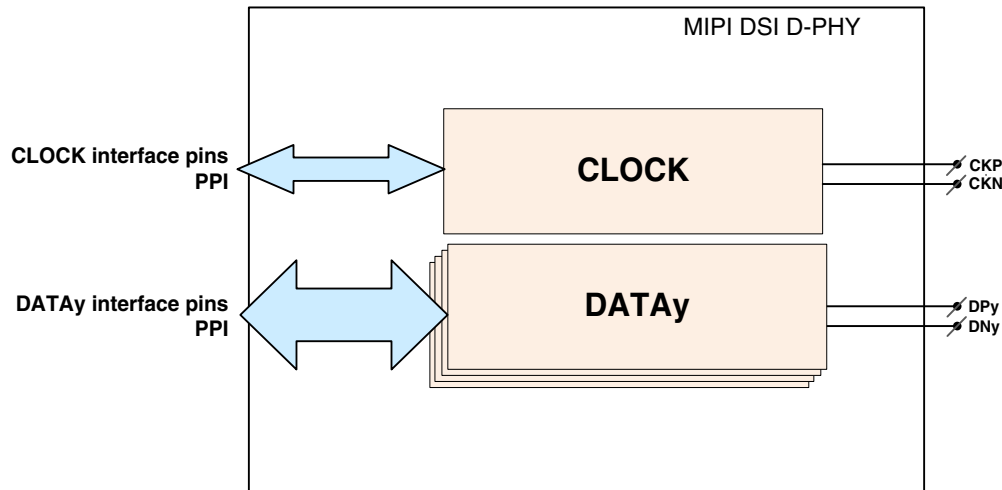 MIPI DSI D-PHY
CLOCK interface pins
PPI
CLOCK
CKP
CKN
DATAy interface pins
PPI
DATAy
DPy
DNy